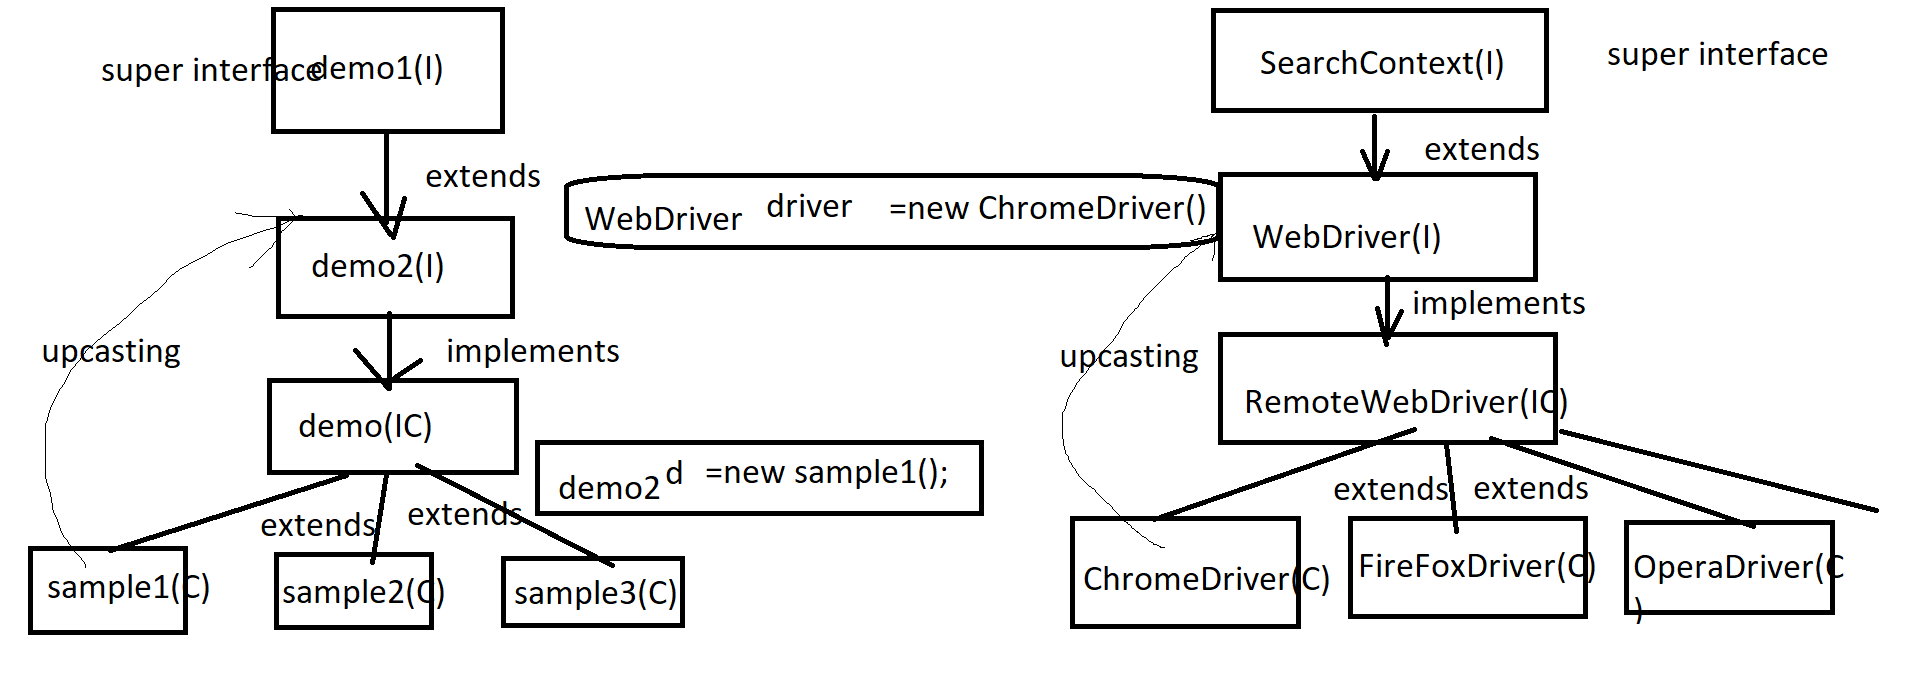 super interface
demo1(I)
extends
demo2(I)
upcasting
implements
demo(IC)
demo2 d =new sample1();
extends
extends
sample1(C)
sample2(C)
sample3(C)
SearchContext(I)
super interface
extends
WebDriver driver =new ChromeDriver()
WebDriver(I)
implements
upcasting
RemoteWebDriver(IC)
extends
extends
ChromeDriver(C)
FireFoxDriver(C)
OperaDriver(C
)